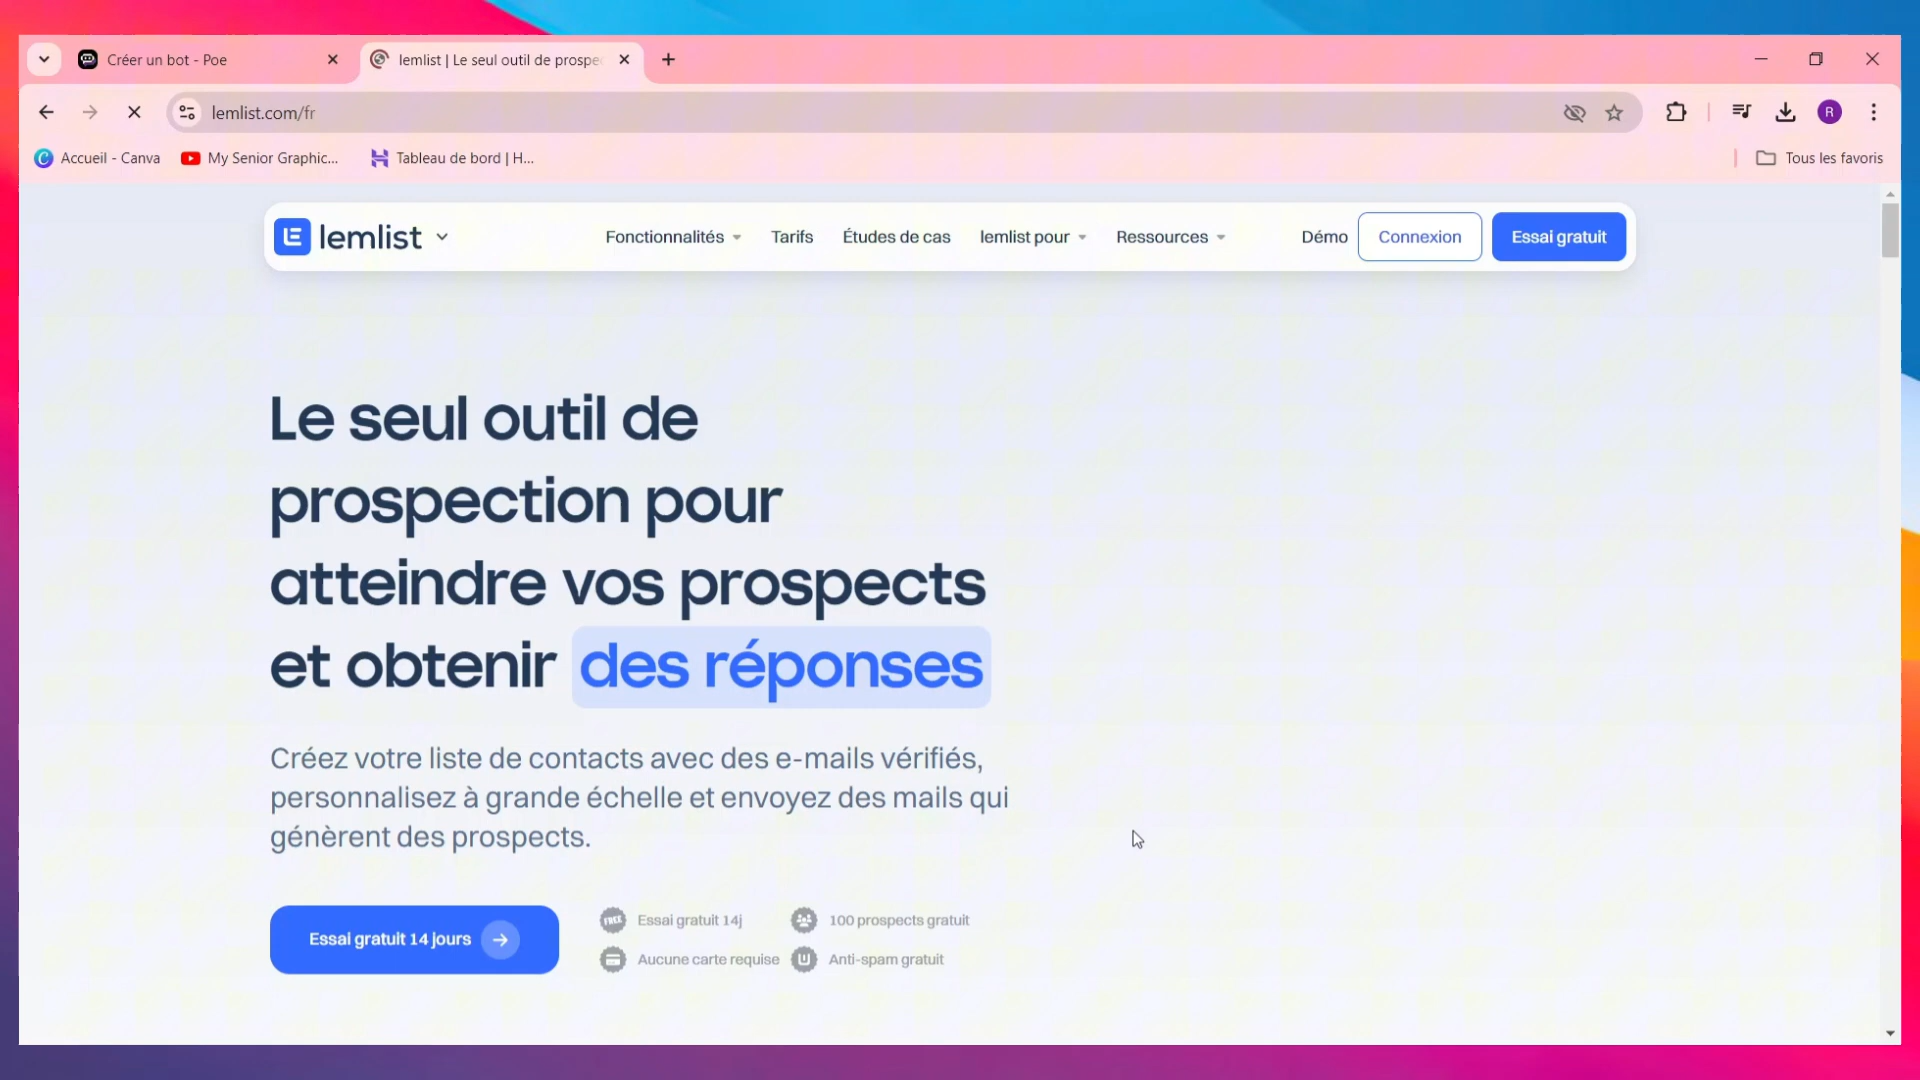 Créer un bot - Poe
lemlist | Le seul outil de prospe
lemlist.com/fr
R
Accueil - Canva
My Senior Graphic...
Tableau de bord | H...
Tous les favoris
lemlist
Fonctionnalités
Tarifs
Études de cas
lemlist pour
Ressources
Démo
Connexion
Essai gratuit
Le seul outil de
prospection pour
atteindre vos prospects
et obtenir des réponses
Créez votre liste de contacts avec des e-mails vérifiés,
personnalisez à grande échelle et envoyez des mails qui
génèrent des prospects.
Essai gratuit 14 jours
FREE
Essai gratuit 14j
100 prospects gratuit
Aucune carte requise
Anti-spam gratuit